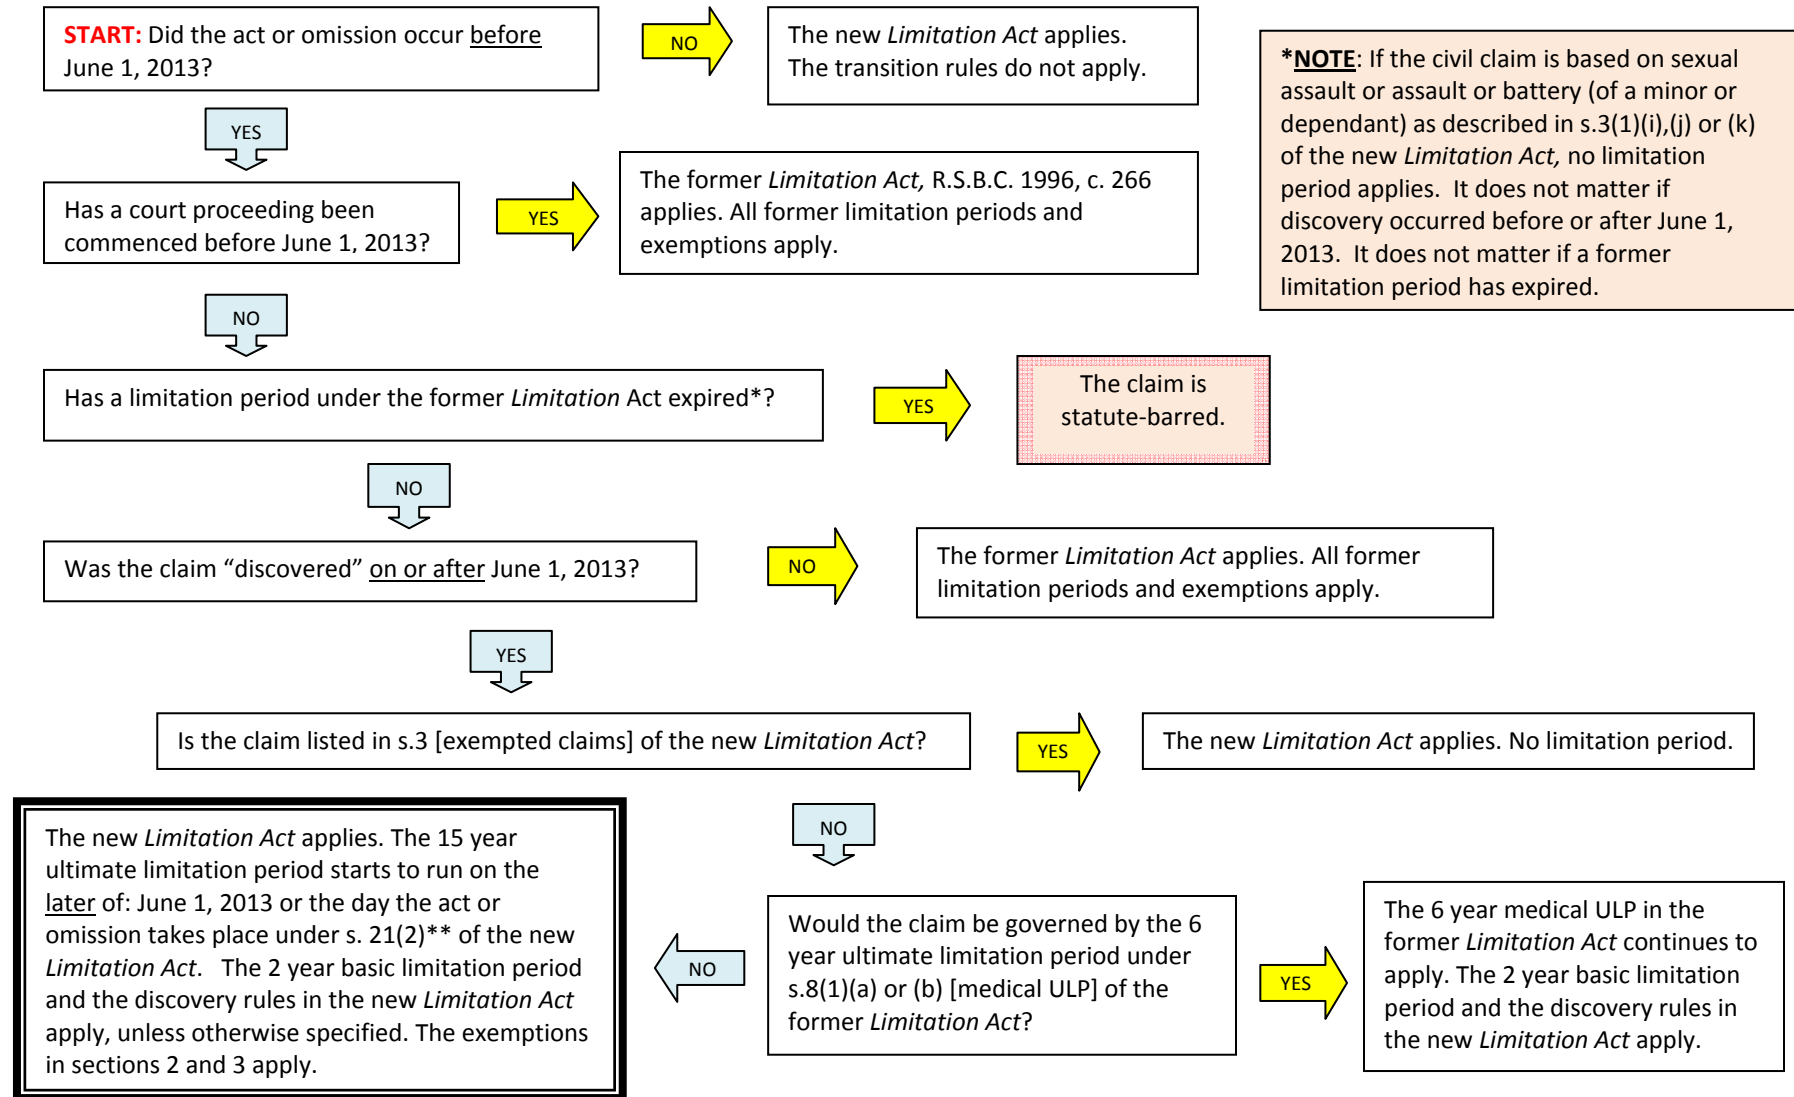 START: Did the act or omission occur before
June 1, 2013?
NO
The new Limitation Act applies.
The transition rules do not apply.
*NOTE: If the civil claim is based on sexual
assault or assault or battery (of a minor or
dependant) as described in s.3(1)(i),(j) or (k)
of the new Limitation Act, no limitation
period applies.  It does not matter if
discovery occurred before or after June 1,
2013.  It does not matter if a former
limitation period has expired.
YES
Has a court proceeding been
commenced before June 1, 2013?
YES
The former Limitation Act, R.S.B.C. 1996, c. 266
applies. All former limitation periods and
exemptions apply.
NO
Has a limitation period under the former Limitation Act expired*?
YES
The claim is
statute-barred.
NO
Was the claim “discovered” on or after June 1, 2013?
NO
The former Limitation Act applies. All former
limitation periods and exemptions apply.
YES
Is the claim listed in s.3 [exempted claims] of the new Limitation Act?
YES
The new Limitation Act applies. No limitation period.
NO
Would the claim be governed by the 6
year ultimate limitation period under
s.8(1)(a) or (b) [medical ULP] of the
former Limitation Act?
NO
The new Limitation Act applies. The 15 year
ultimate limitation period starts to run on the
later of: June 1, 2013 or the day the act or
omission takes place under s. 21(2)** of the new
Limitation Act.   The 2 year basic limitation period
and the discovery rules in the new Limitation Act
apply, unless otherwise specified. The exemptions
in sections 2 and 3 apply.
YES
The 6 year medical ULP in the
former Limitation Act continues to
apply. The 2 year basic limitation
period and the discovery rules in
the new Limitation Act apply.